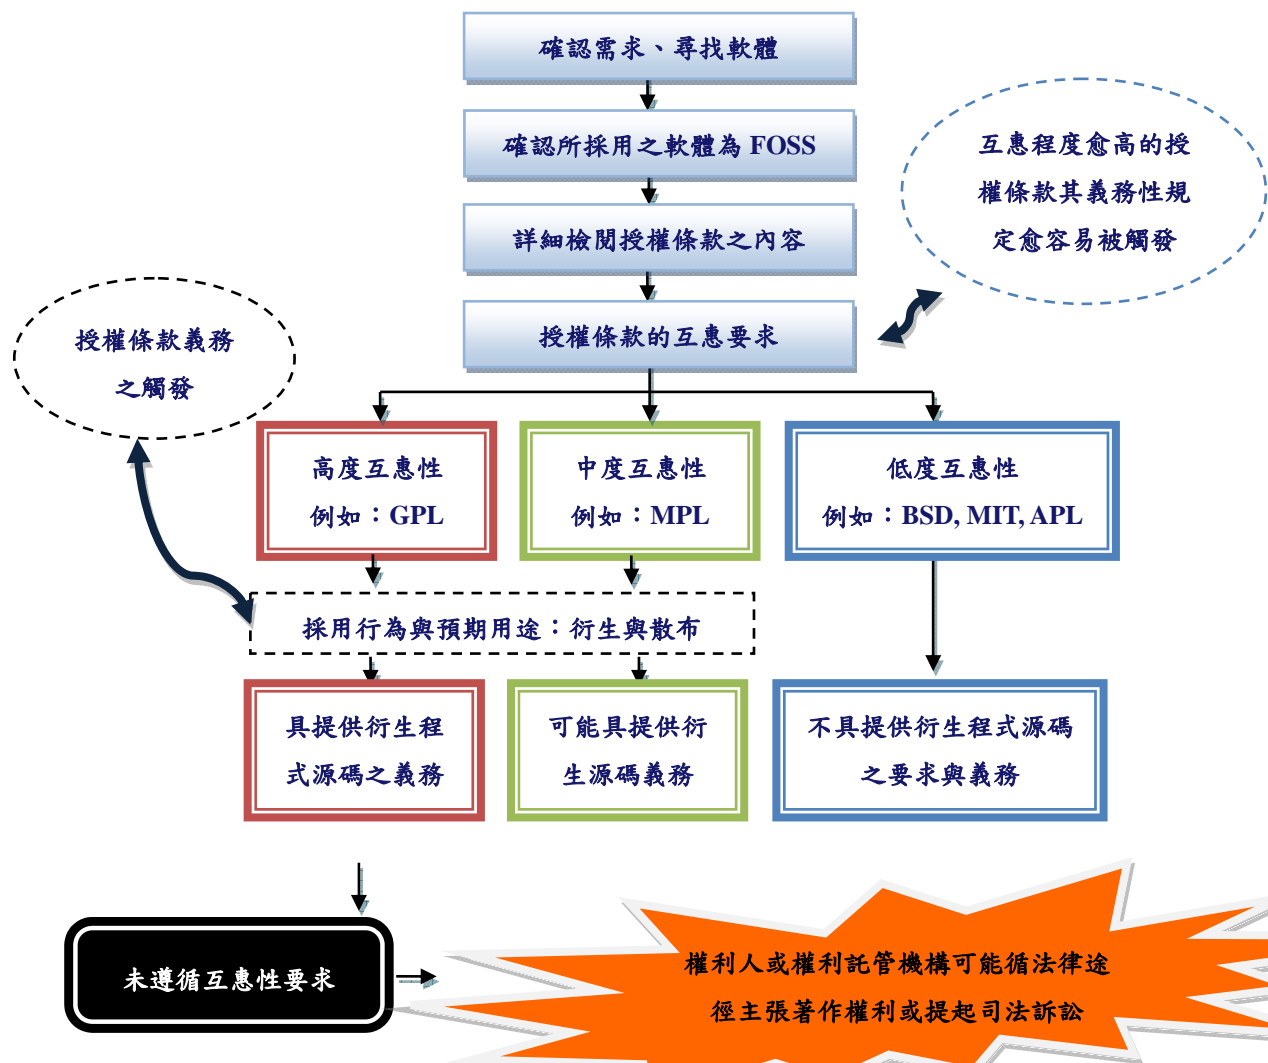 確認需求、尋找軟體
確認所採用之軟體為 FOSS
詳細檢閱授權條款之內容
授權條款的互惠要求
互惠程度愈高的授
權條款其義務性規
定愈容易被觸發
授權條款義務
之觸發
高度互惠性
例如：GPL
中度互惠性
例如：MPL
低度互惠性
例如：BSD, MIT, APL
採用行為與預期用途：衍生與散布
具提供衍生程
式源碼之義務
可能具提供衍
生源碼義務
不具提供衍生程式源碼
之要求與義務
未遵循互惠性要求
權利人或權利託管機構可能循法律途
徑主張著作權利或提起司法訴訟